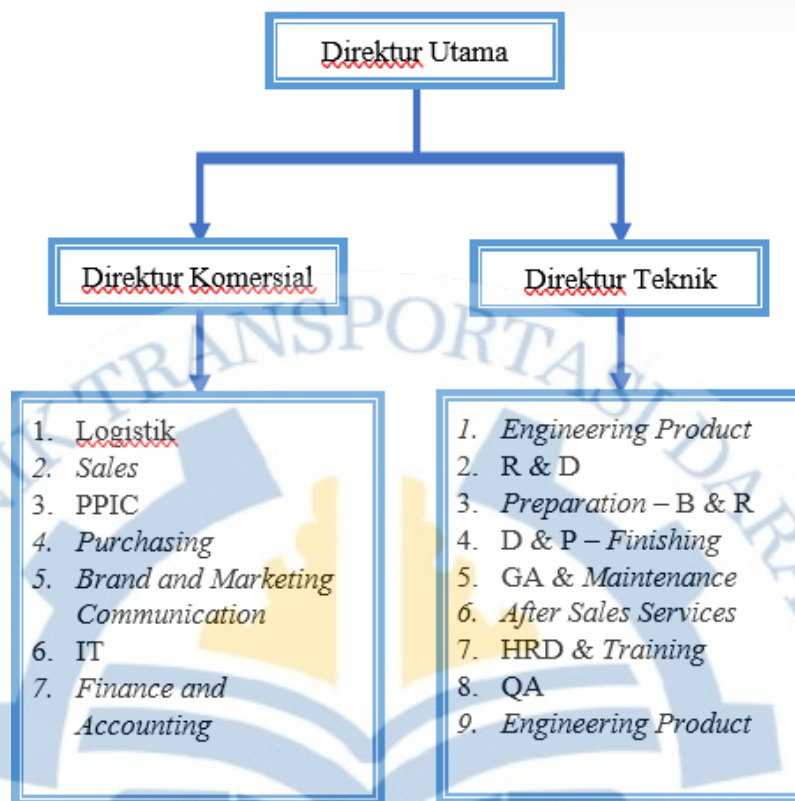 Direktur Utama
Direktur Komersial
Direktur Teknik
1. Logistik
2. Sales
3. PPIC
4. Purchasing
5. Brand and Marketing
Communication
6. IT
7. Finance and
Accounting
1. Engineering Product
2. R & D
3. Preparation – B & R
4. D & P – Finishing
5. GA & Maintenance
6. After Sales Services
7. HRD & Training
8. QA
9. Engineering Product
TRANSPORTASI DARA